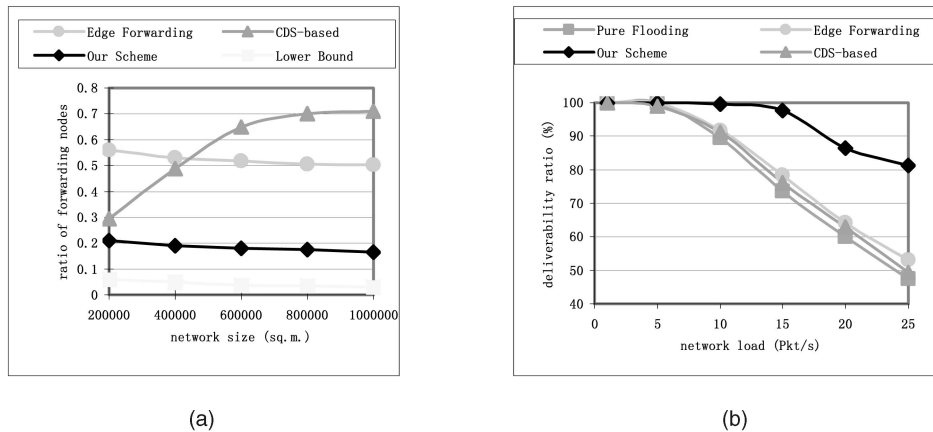 Edge Forwarding CDS-based
Our Scheme Lower Bound
0.8
0.7
0.6
0.5
0.4
0.3
0.2
0.1
0
ratio of forwarding nodes
200000 400000 600000 800000 1000000
network size (sq.m.)
(a)
Pure Flooding Edge Forwarding
Our Scheme CDS-based
100
90
80
70
60
50
40
deliverability ratio (%)
0 5 10 15 20 25
network load (Pkt/s)
(b)